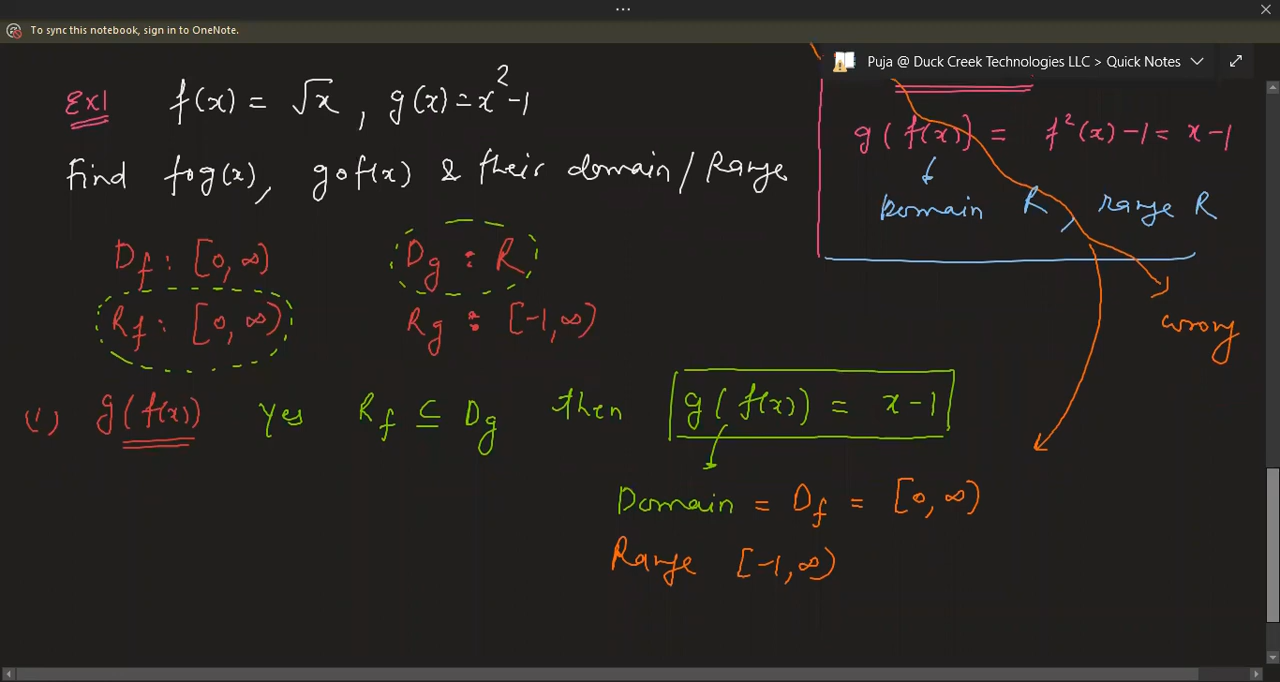 To sync this notebook, sign in to OneNote.
Puja @ Duck Creek Technologies LLC > Quick Notes
Ex1 f(x) = √x , g(x) = x²-1
Find fog(x), gof(x) & their domain / Range
g(f(x)) = f²(x) - 1 = x - 1
Domain R, range R
wrong
Df : [0, ∞) Dg : R
Rf : [0, ∞) Rg : [-1, ∞)
(i) g(f(x)) Yes Rf ⊆ Dg then g(f(x)) = x - 1
Domain = Df = [0, ∞)
Range [-1, ∞)